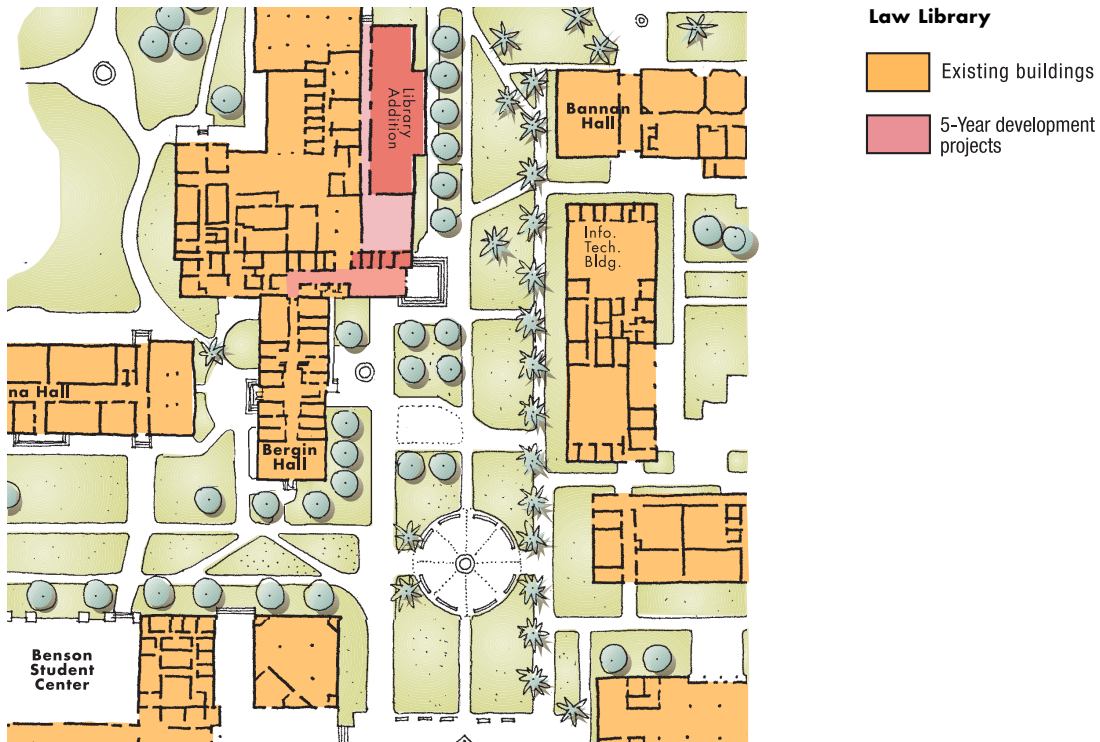 Law Library
Existing buildings
5-Year development
projects
Library
Addition
Bannan
Hall
Info.
Tech.
Bldg.
na Hall
Bergin
Hall
Benson
Student
Center